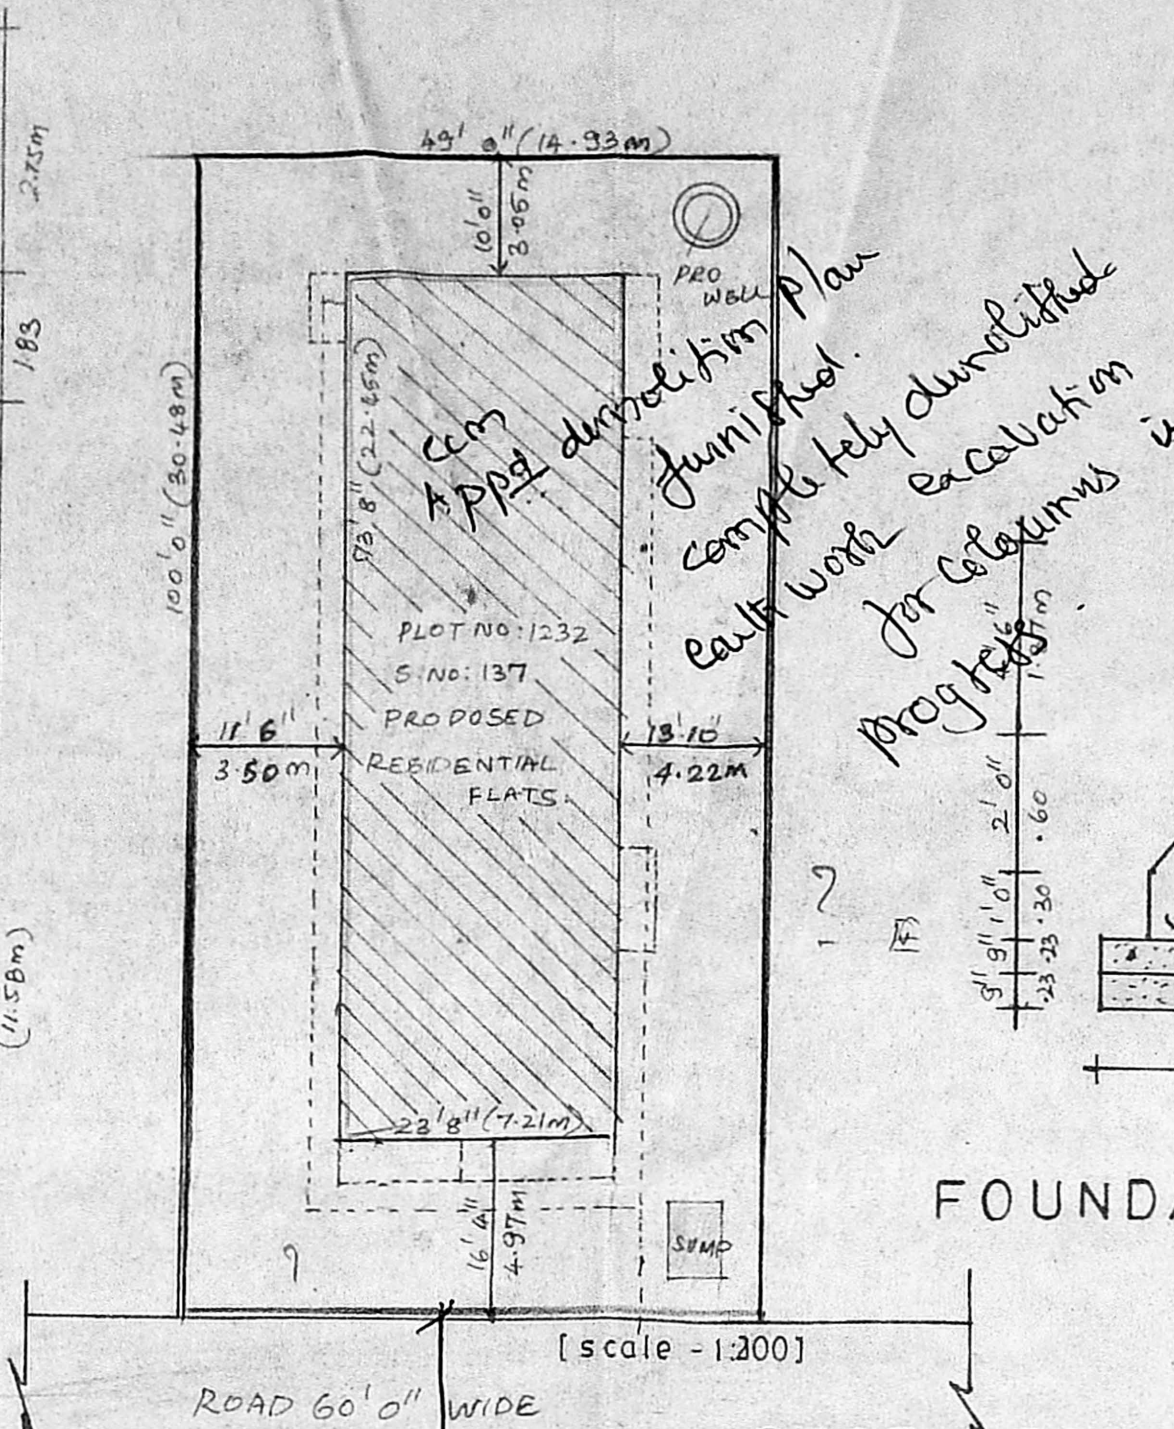 49' 0" (14.93m)
10'0"
3.05m
PRO
WELL
2.75m
1.83
100'0" (30.48m)
73'8" (22.45m)
ccm
Appd demolition plan
furnished.
completely demolished
earth work excavation
for coloumns
progress
PLOT NO: 1232
S.NO: 137
PROPOSED
RESIDENTIAL
FLATS.
11' 6"
3.50m
13'10"
4.22M
2' 0"
.60
1'0"
.30
9"
.23
9"
.23
?
?
(11.58m)
23'8" (7.21m)
16' 4"
4.97m
SUMP
FOUNDA
[scale - 1:200]
ROAD 60'0" WIDE